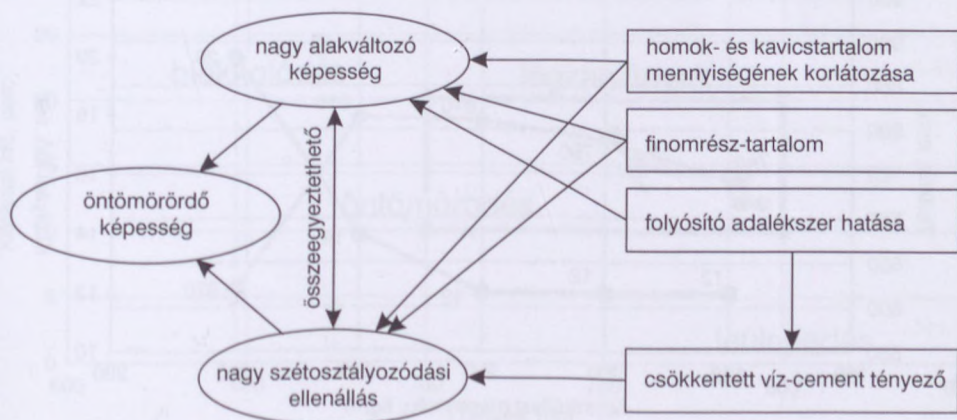 nagy alakváltozó
képesség
homok- és kavicstartalom
mennyiségének korlátozása
finomrész-tartalom
öntömörördő
képesség
összeegyeztethető
folyósító adalékszer hatása
nagy szétosztályozódási
ellenállás
csökkentett víz-cement tényező